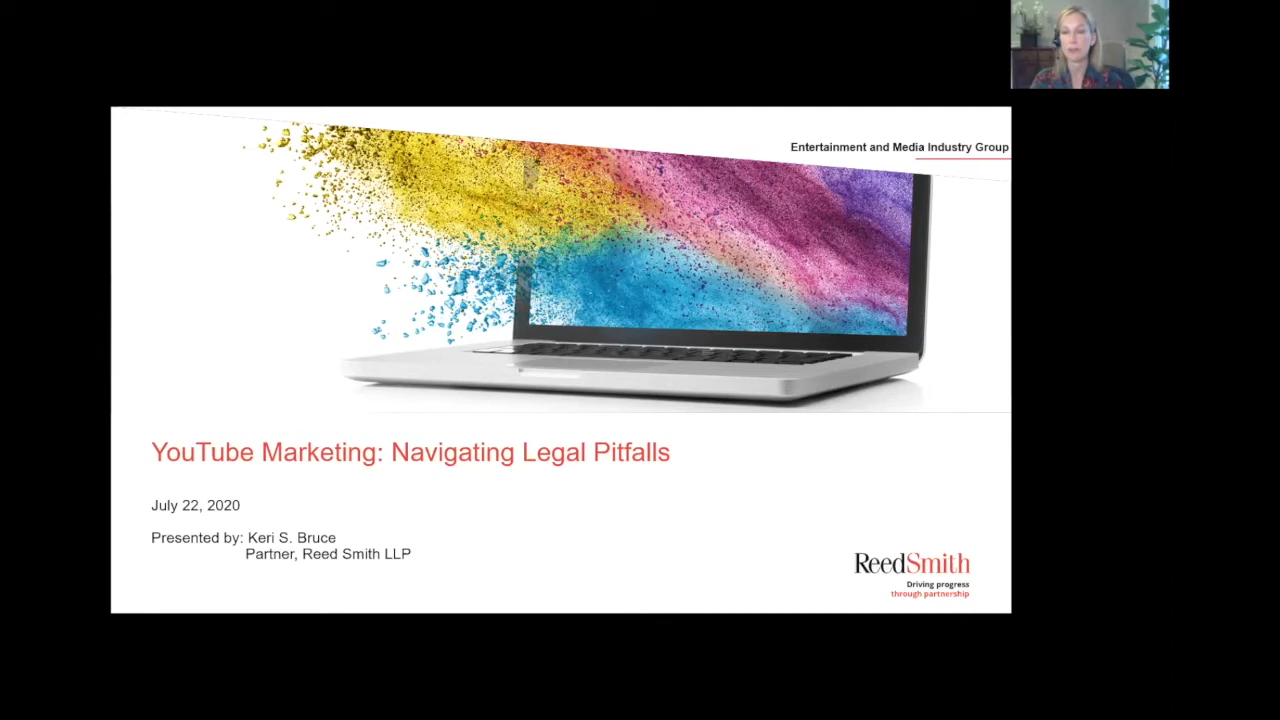 Entertainment and Media Industry Group
YouTube Marketing: Navigating Legal Pitfalls
July 22, 2020
Presented by: Keri S. Bruce
Partner, Reed Smith LLP
ReedSmith
Driving progress
through partnership